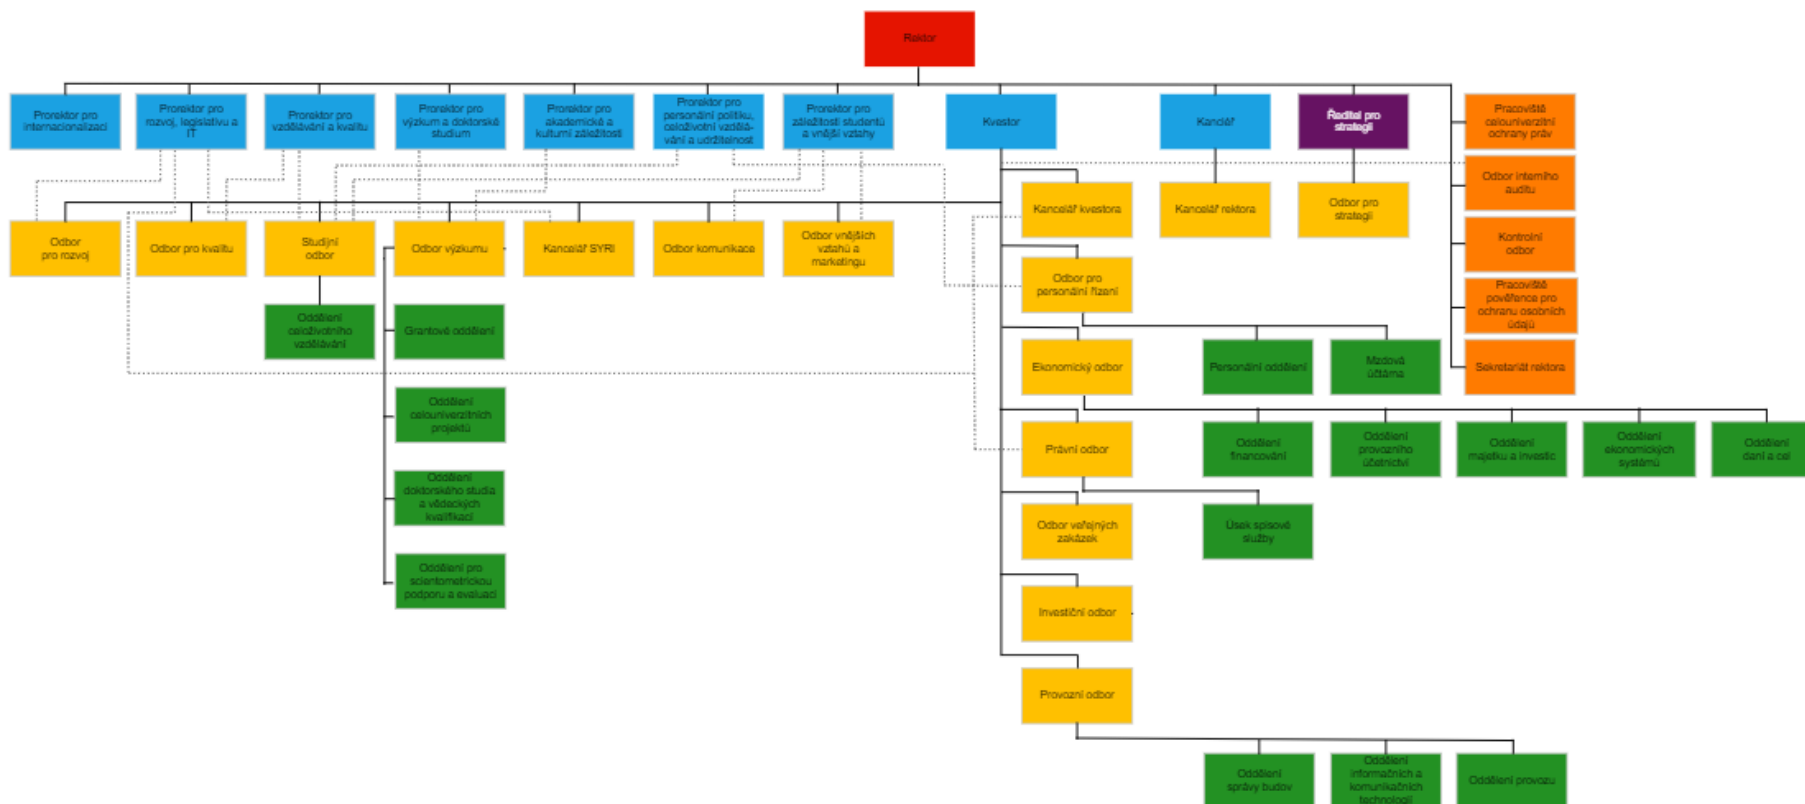 Rektor
Prorektor pro
internacionalizaci
Prorektor pro
rozvoj, legislativu a
IT
Prorektor pro
vzdělávání a kvalitu
Prorektor pro
výzkum a doktorské
studium
Prorektor pro
akademické a
kulturní záležitosti
Prorektor pro
personální politiku,
celoživotní vzdělá-
vání a udržitelnost
Prorektor pro
záležitosti studentů
a vnější vztahy
Kvestor
Kancléř
Ředitel pro
strategii
Pracoviště
celouniverzitní
ochrany práv
Odbor interního
auditu
Kontrolní
odbor
Pracoviště
pověřence pro
ochranu osobních
údajů
Sekretariát rektora
Kancelář kvestora
Kancelář rektora
Odbor pro
strategii
Odbor
pro rozvoj
Odbor pro kvalitu
Studijní
odbor
Odbor výzkumu
Kancelář SYRI
Odbor komunikace
Odbor vnějších
vztahů a
marketingu
Odbor pro
personální řízení
Oddělení
celoživotního
vzdělávání
Grantové oddělení
Ekonomický odbor
Personální oddělení
Mzdová
účtárna
Oddělení
celouniverzitních
projektů
Právní odbor
Oddělení
financování
Oddělení
provozního
účetnictví
Oddělení
majetku a investic
Oddělení
ekonomických
systémů
Oddělení
daní a cel
Oddělení
doktorského studia
a vědeckých
kvalifikací
Odbor veřejných
zakázek
Úsek spisové
služby
Oddělení pro
scientometrickou
podporu a evaluaci
Investiční odbor
Provozní odbor
Oddělení
správy budov
Oddělení
informačních a
komunikačních
technologií
Oddělení provozu